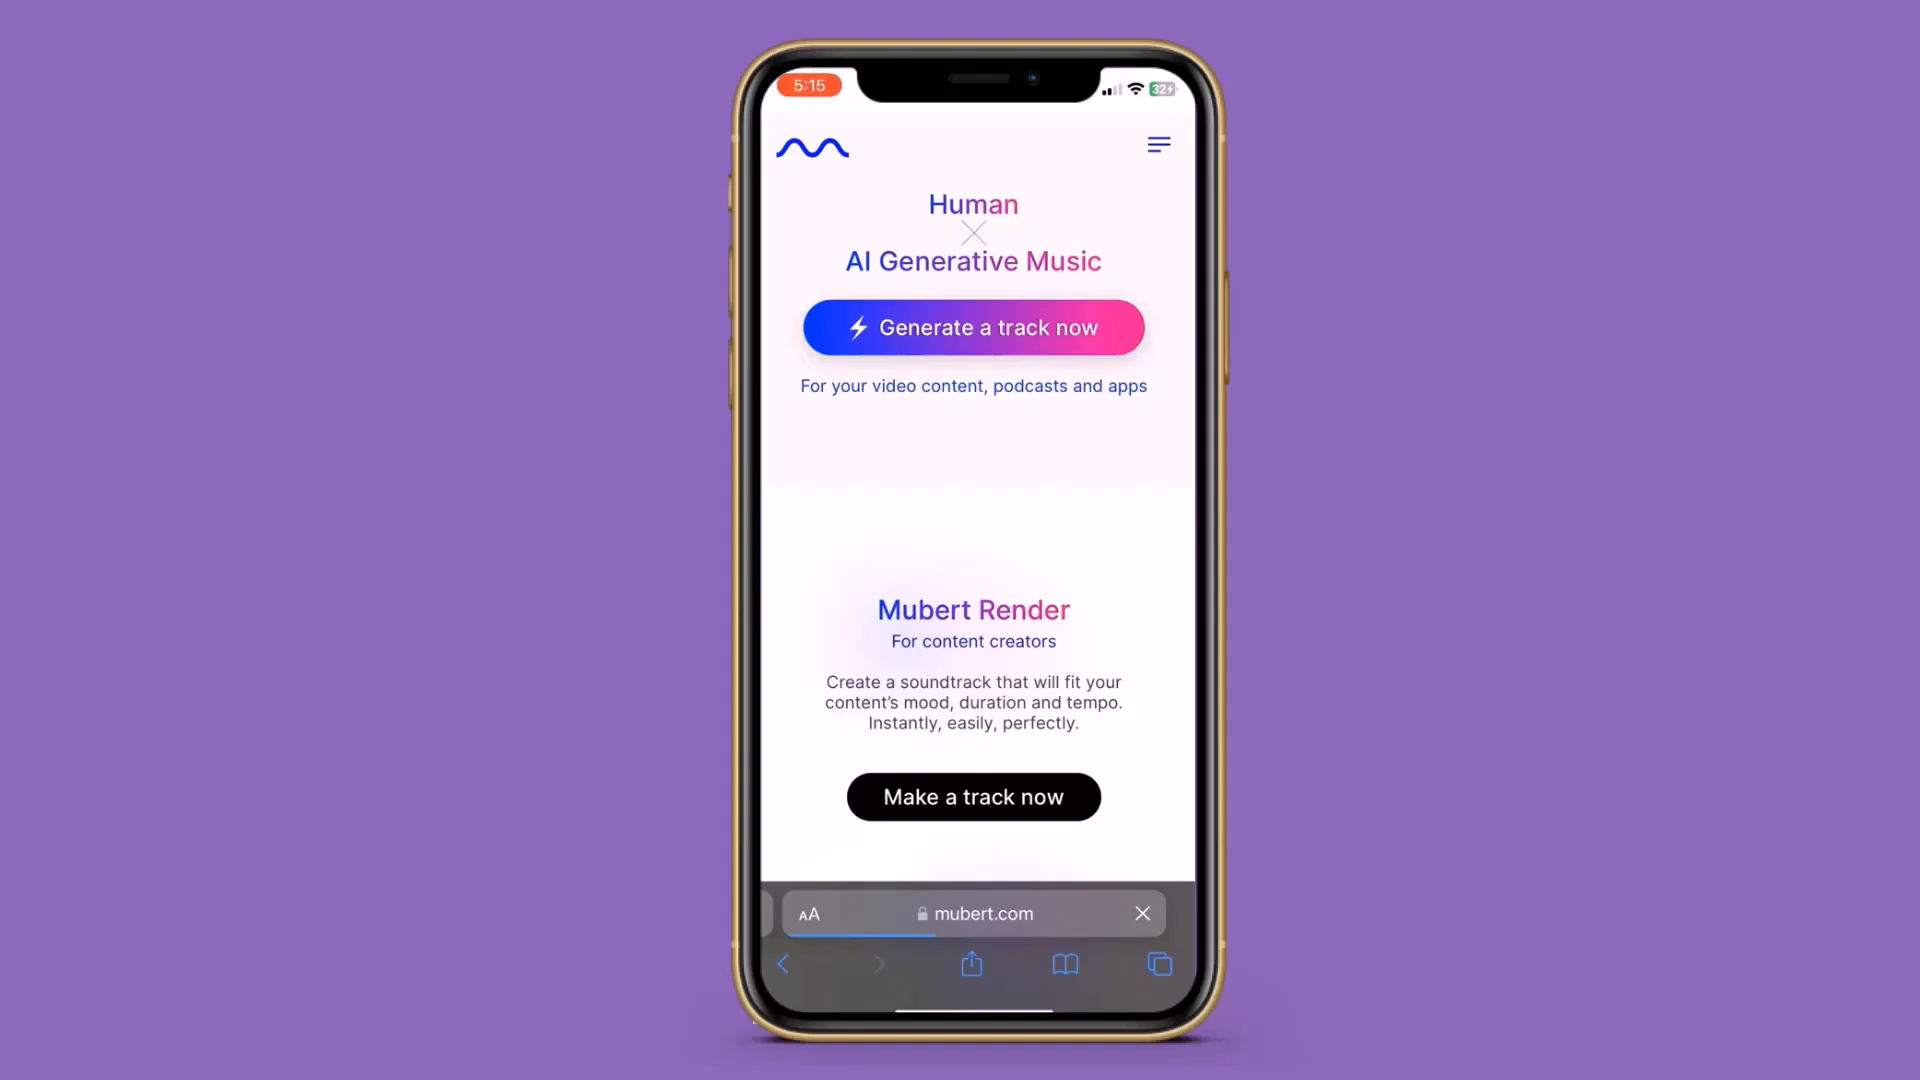 5:15
32
Human
AI Generative Music
Generate a track now
For your video content, podcasts and apps
Mubert Render
For content creators
Create a soundtrack that will fit your
content’s mood, duration and tempo.
Instantly, easily, perfectly.
Make a track now
AA mubert.com